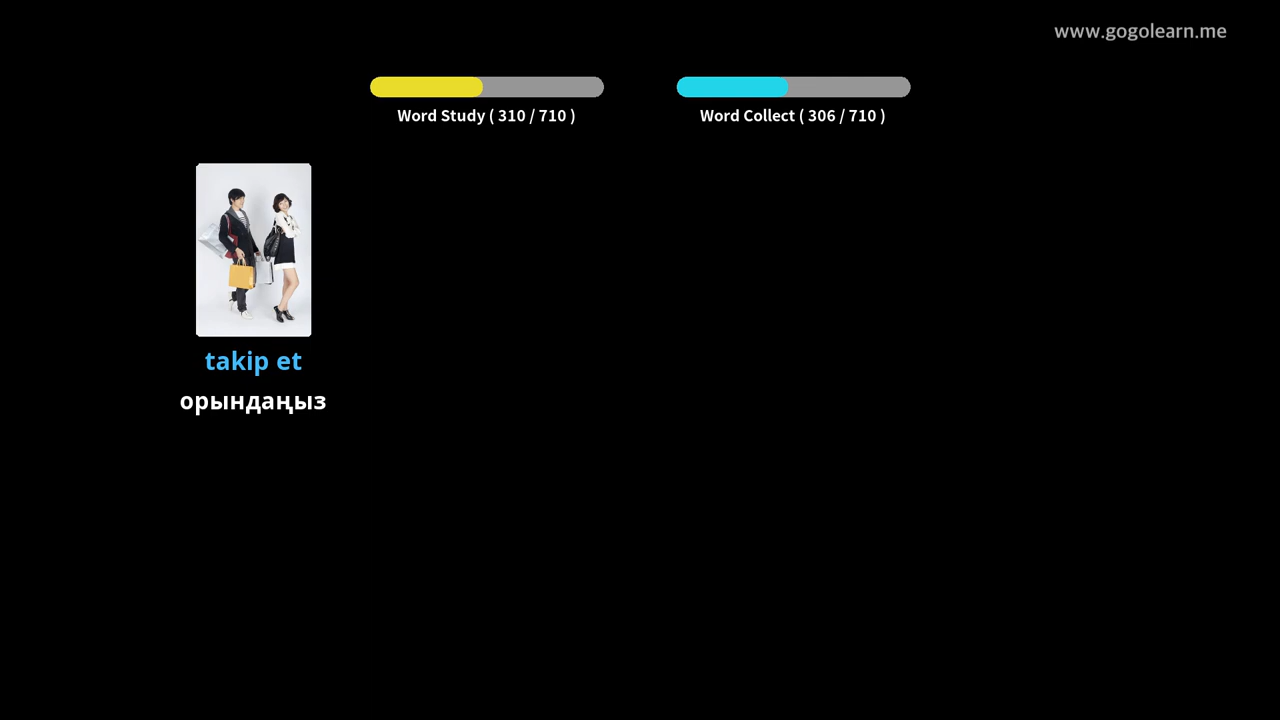 www.gogolearn.me
Word Study ( 310 / 710 )
Word Collect ( 306 / 710 )
takip et
орындаңыз